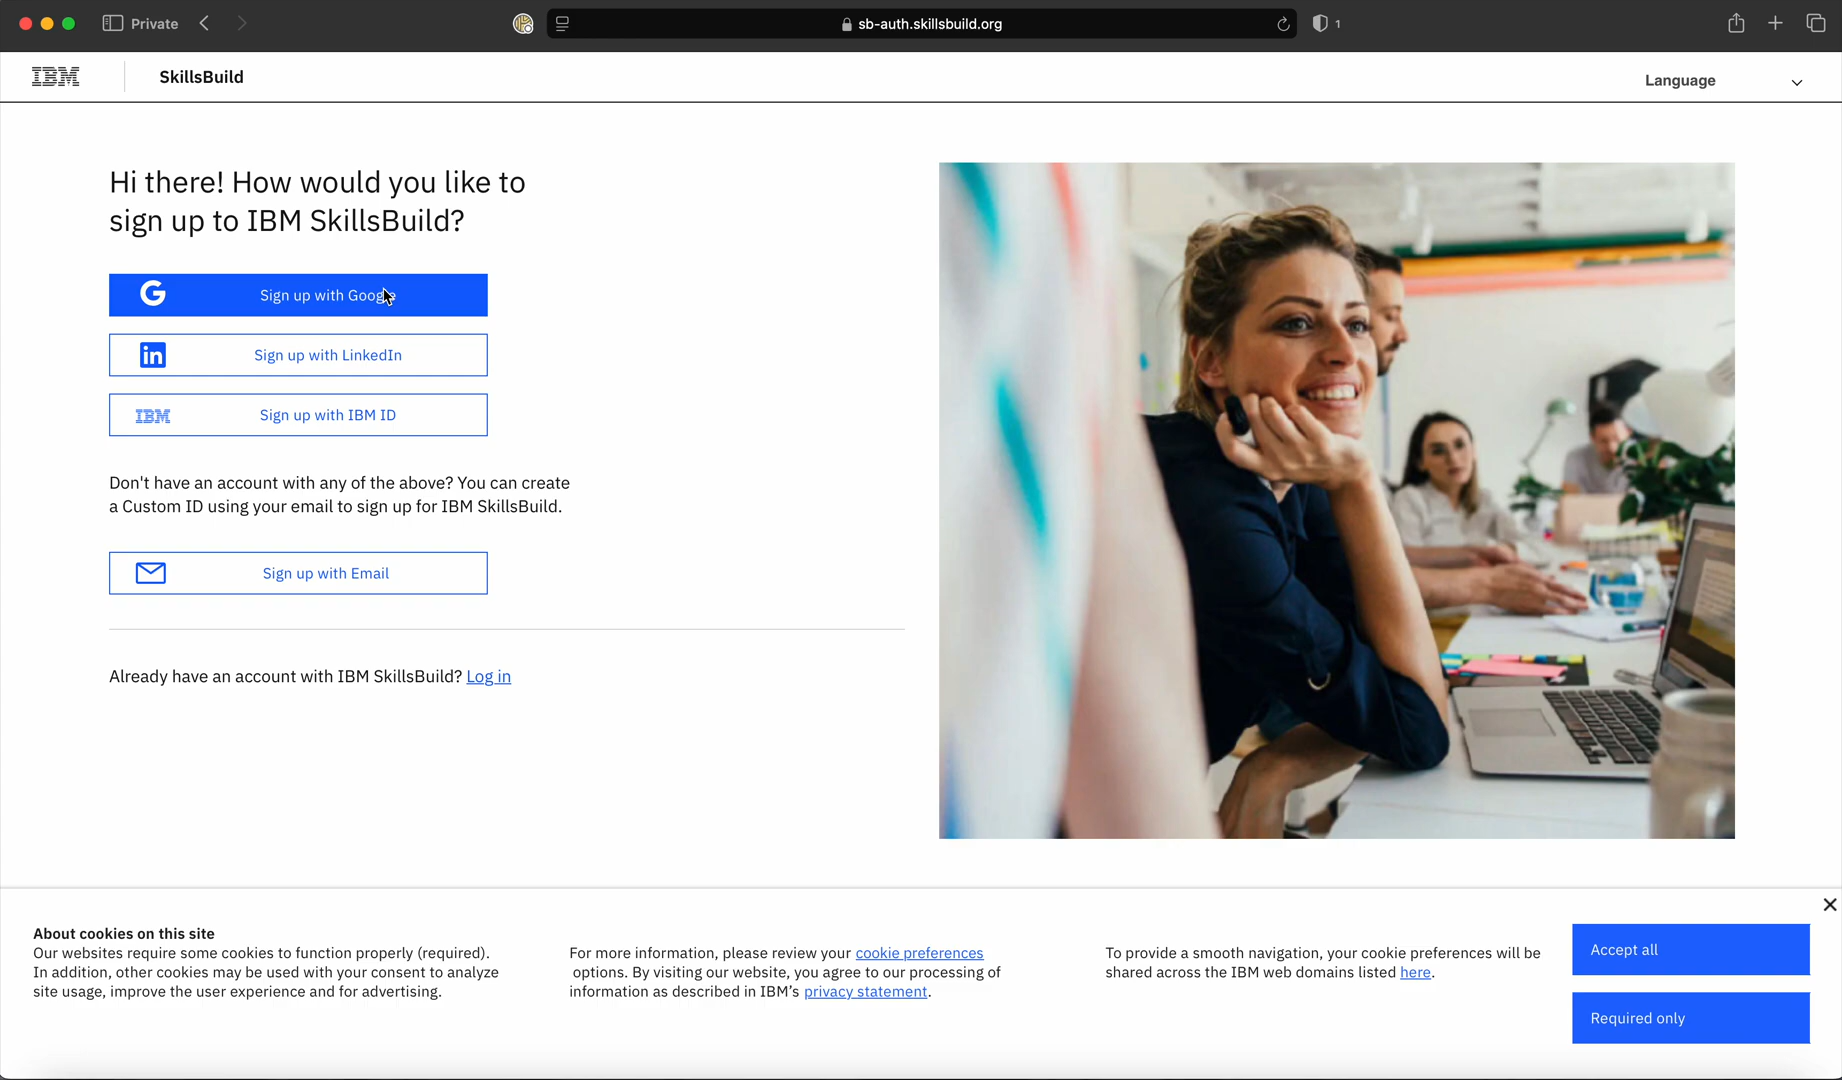 Private
sb-auth.skillsbuild.org
1
IBM
SkillsBuild
Language
Hi there! How would you like to
sign up to IBM SkillsBuild?
Sign up with Google
in
Sign up with LinkedIn
IBM
Sign up with IBM ID
Don't have an account with any of the above? You can create
a Custom ID using your email to sign up for IBM SkillsBuild.
Sign up with Email
Already have an account with IBM SkillsBuild? Log in
About cookies on this site
Our websites require some cookies to function properly (required).
In addition, other cookies may be used with your consent to analyze
site usage, improve the user experience and for advertising.
For more information, please review your cookie preferences
options. By visiting our website, you agree to our processing of
information as described in IBM’s privacy statement.
To provide a smooth navigation, your cookie preferences will be
shared across the IBM web domains listed here.
Accept all
Required only